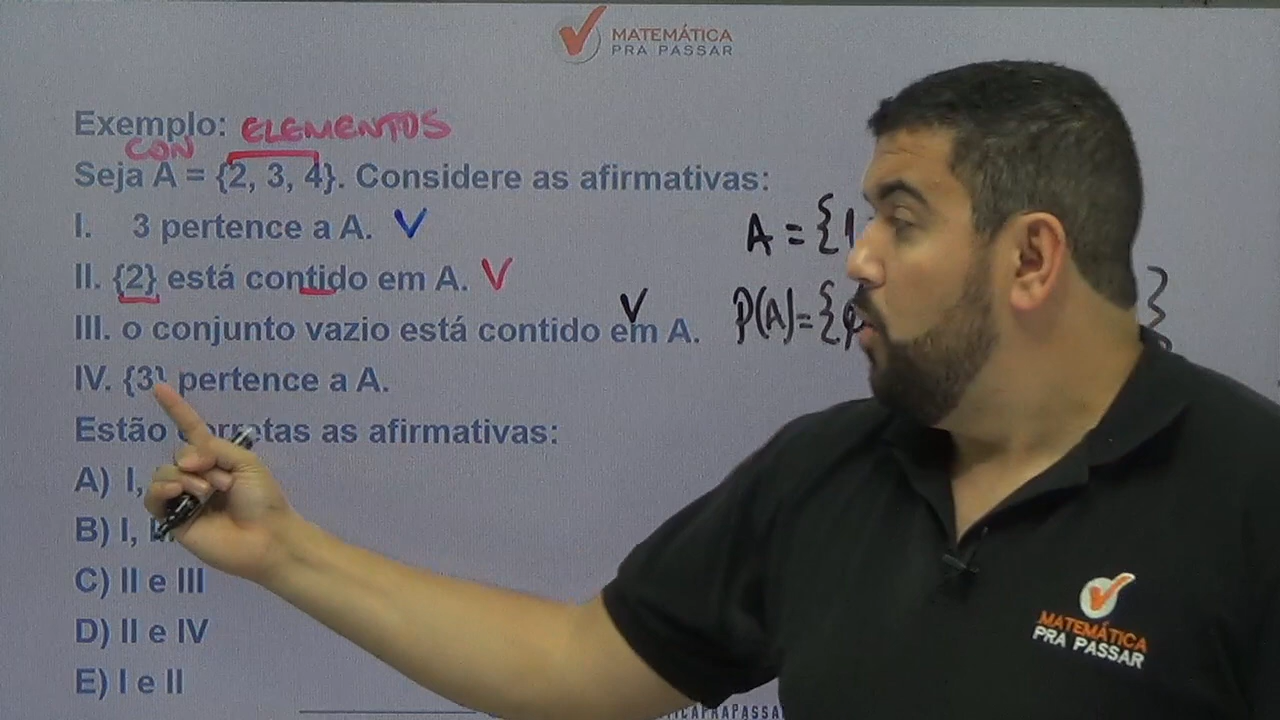 MATEMÁTICA
PRA PASSAR
Exemplo: ELEMENTOS
CON
Seja A = {2, 3, 4}. Considere as afirmativas:
I. 3 pertence a A. V
II. {2} está contido em A. V
III. o conjunto vazio está contido em A. V
IV. {3} pertence a A.
Estão corretas as afirmativas:
A) I,
B) I,
C) II e III
D) II e IV
E) I e II
A = {1
P(A) = { }
MATEMÁTICA
PRA PASSAR